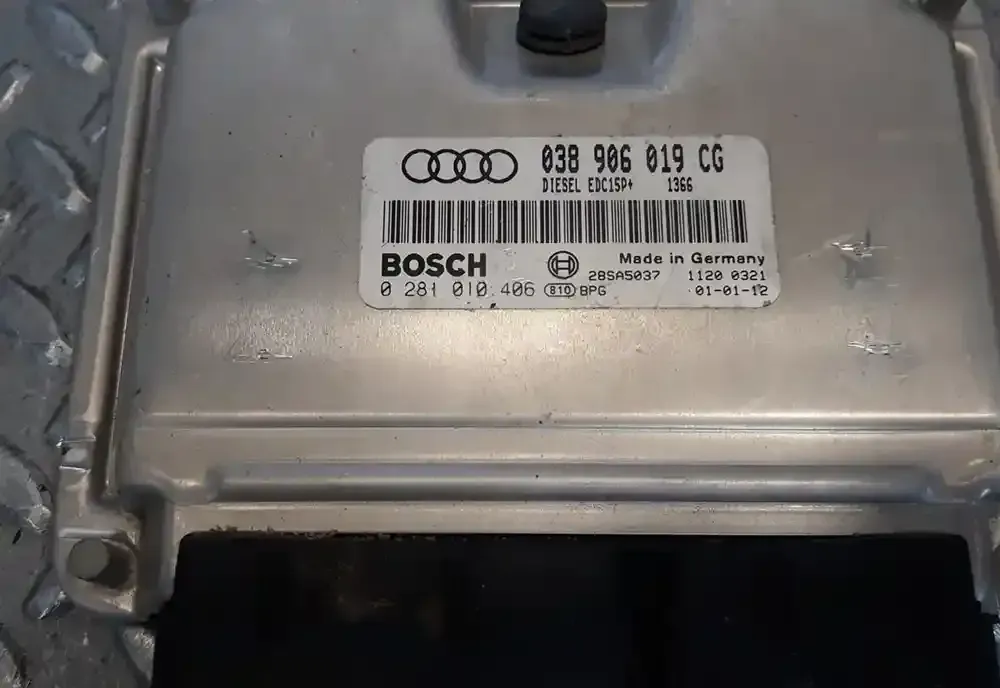 038 906 019 CG
DIESEL EDC15P+ 1366
BOSCH
Made in Germany
28SA5037 1120 0321
0 281 010 406 810 BPG 01-01-12